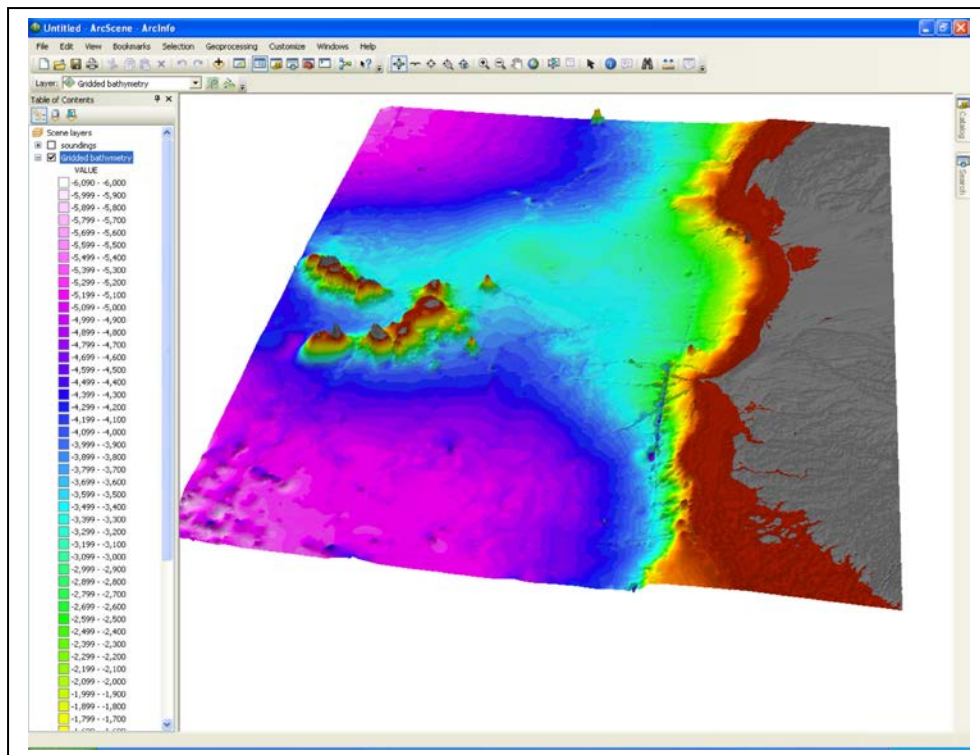 Untitled - ArcScene - ArcInfo
File Edit View Bookmarks Selection Geoprocessing Customize Windows Help
Layer: Gridded bathymetry
Table of Contents
Scene layers
soundings
Gridded bathymetry
VALUE
-6,090 - -6,000
-5,999 - -5,900
-5,899 - -5,800
-5,799 - -5,700
-5,699 - -5,600
-5,599 - -5,500
-5,499 - -5,400
-5,399 - -5,300
-5,299 - -5,200
-5,199 - -5,100
-5,099 - -5,000
-4,999 - -4,900
-4,899 - -4,800
-4,799 - -4,700
-4,699 - -4,600
-4,599 - -4,500
-4,499 - -4,400
-4,399 - -4,300
-4,299 - -4,200
-4,199 - -4,100
-4,099 - -4,000
-3,999 - -3,900
-3,899 - -3,800
-3,799 - -3,700
-3,699 - -3,600
-3,599 - -3,500
-3,499 - -3,400
-3,399 - -3,300
-3,299 - -3,200
-3,199 - -3,100
-3,099 - -3,000
-2,999 - -2,900
-2,899 - -2,800
-2,799 - -2,700
-2,699 - -2,600
-2,599 - -2,500
-2,499 - -2,400
-2,399 - -2,300
-2,299 - -2,200
-2,199 - -2,100
-2,099 - -2,000
-1,999 - -1,900
-1,899 - -1,800
-1,799 - -1,700
Catalog
Search